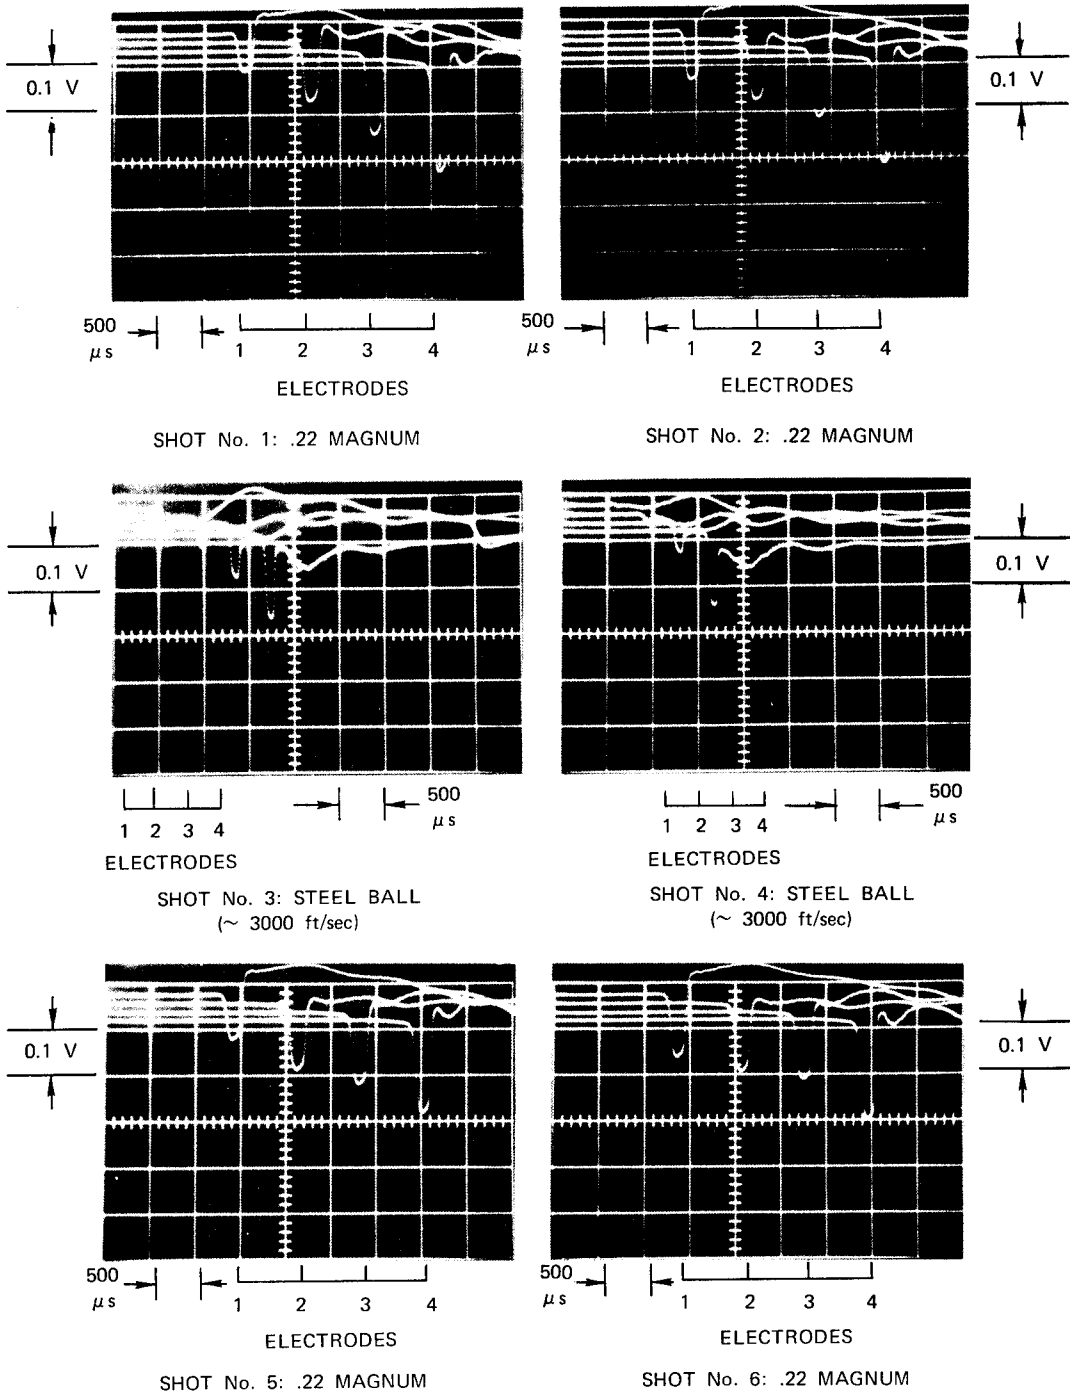 0.1 V
0.1 V
500
μs
1 2 3 4
ELECTRODES
SHOT No. 1: .22 MAGNUM
500
μs
1 2 3 4
ELECTRODES
SHOT No. 2: .22 MAGNUM
0.1 V
0.1 V
1 2 3 4
500
μs
ELECTRODES
SHOT No. 3: STEEL BALL
(~ 3000 ft/sec)
1 2 3 4
500
μs
ELECTRODES
SHOT No. 4: STEEL BALL
(~ 3000 ft/sec)
0.1 V
0.1 V
500
μs
1 2 3 4
ELECTRODES
SHOT No. 5: .22 MAGNUM
500
μs
1 2 3 4
ELECTRODES
SHOT No. 6: .22 MAGNUM